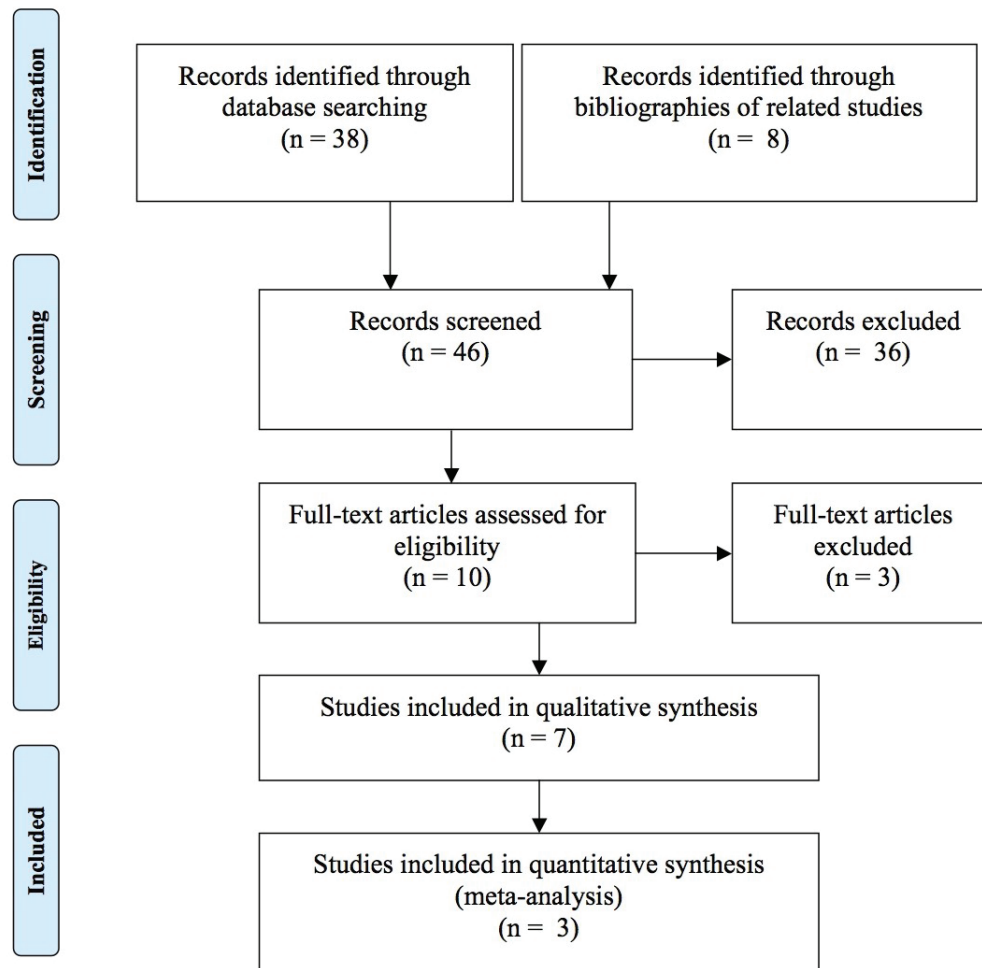 Identification
Records identified through
database searching
(n = 38)
Records identified through
bibliographies of related studies
(n = 8)
Screening
Records screened
(n = 46)
Records excluded
(n = 36)
Eligibility
Full-text articles assessed for
eligibility
(n = 10)
Full-text articles
excluded
(n = 3)
Studies included in qualitative synthesis
(n = 7)
Included
Studies included in quantitative synthesis
(meta-analysis)
(n = 3)